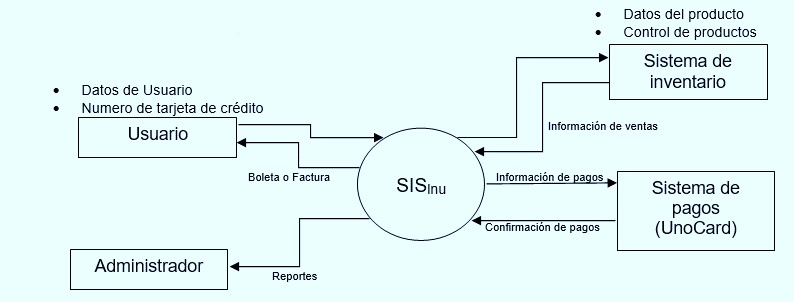 • Datos del producto
• Control de productos
Sistema de
inventario
• Datos de Usuario
• Numero de tarjeta de crédito
Usuario
Información de ventas
Boleta o Factura
SISInu
Información de pagos
Sistema de
pagos
(UnoCard)
Confirmación de pagos
Administrador
Reportes